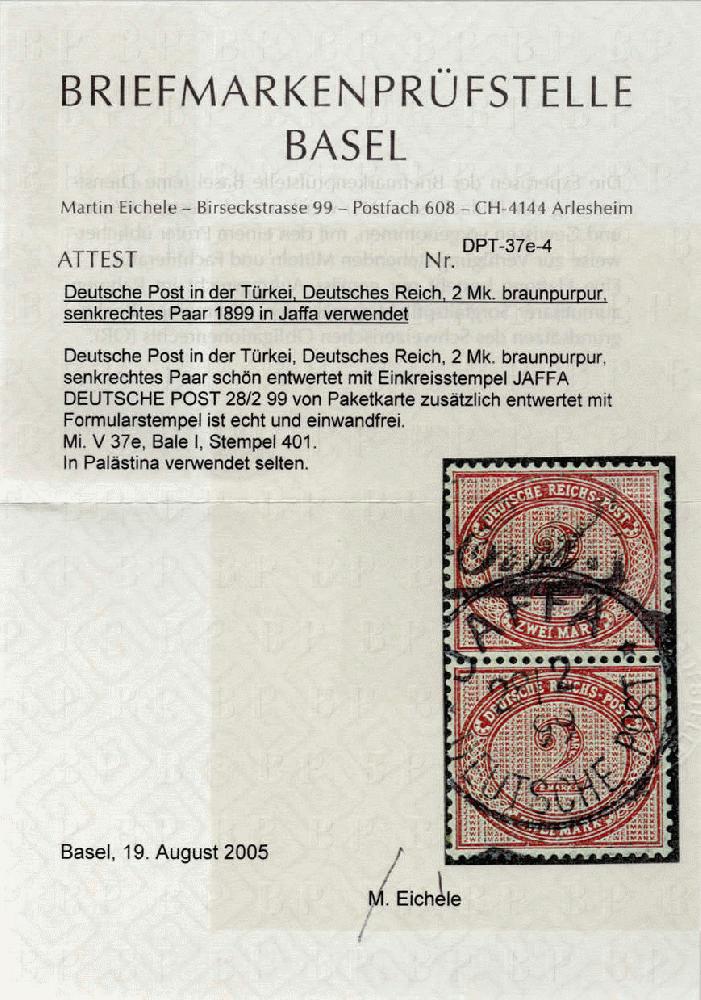 BRIEFMARKENPRÜFSTELLE
BASEL
Martin Eichele – Birseckstrasse 99 – Postfach 608 – CH-4144 Arlesheim
ATTEST Nr. DPT-37e-4
Deutsche Post in der Türkei, Deutsches Reich, 2 Mk. braunpurpur,
senkrechtes Paar 1899 in Jaffa verwendet
Deutsche Post in der Türkei, Deutsches Reich, 2 Mk. braunpurpur,
senkrechtes Paar schön entwertet mit Einkreisstempel JAFFA
DEUTSCHE POST 28/2 99 von Paketkarte zusätzlich entwertet mit
Formularstempel ist echt und einwandfrei.
Mi. V 37e, Bale I, Stempel 401.
In Palästina verwendet selten.
DEUTSCHE REICHS-POST
2
ZWEI MARK
JAFFA
DEUTSCHE REICHS-POST
2
DEUTSCHE POST
Basel, 19. August 2005
M. Eichele